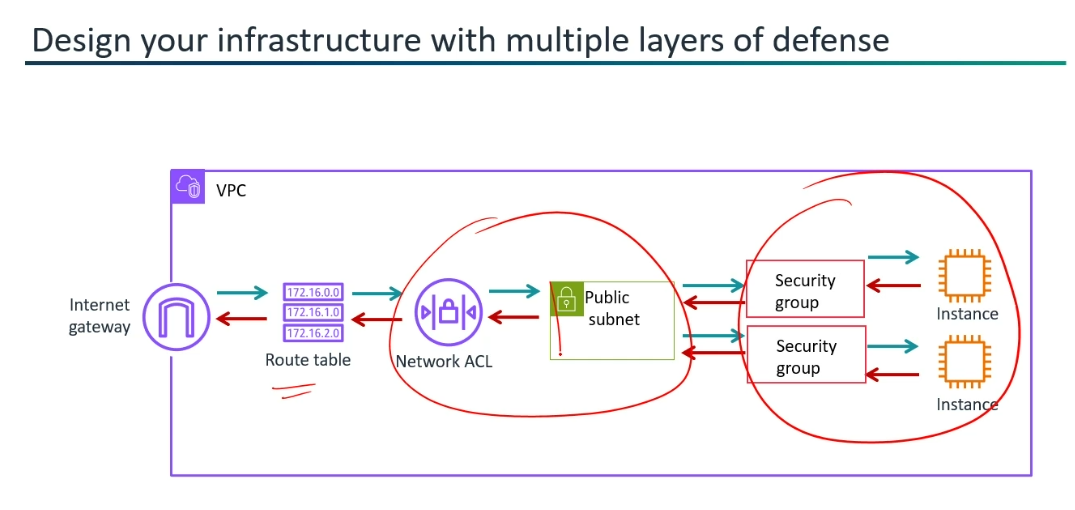 Design your infrastructure with multiple layers of defense
VPC
Internet
gateway
172.16.0.0
172.16.1.0
172.16.2.0
Route table
Network ACL
Public
subnet
Security
group
Instance
Security
group
Instance